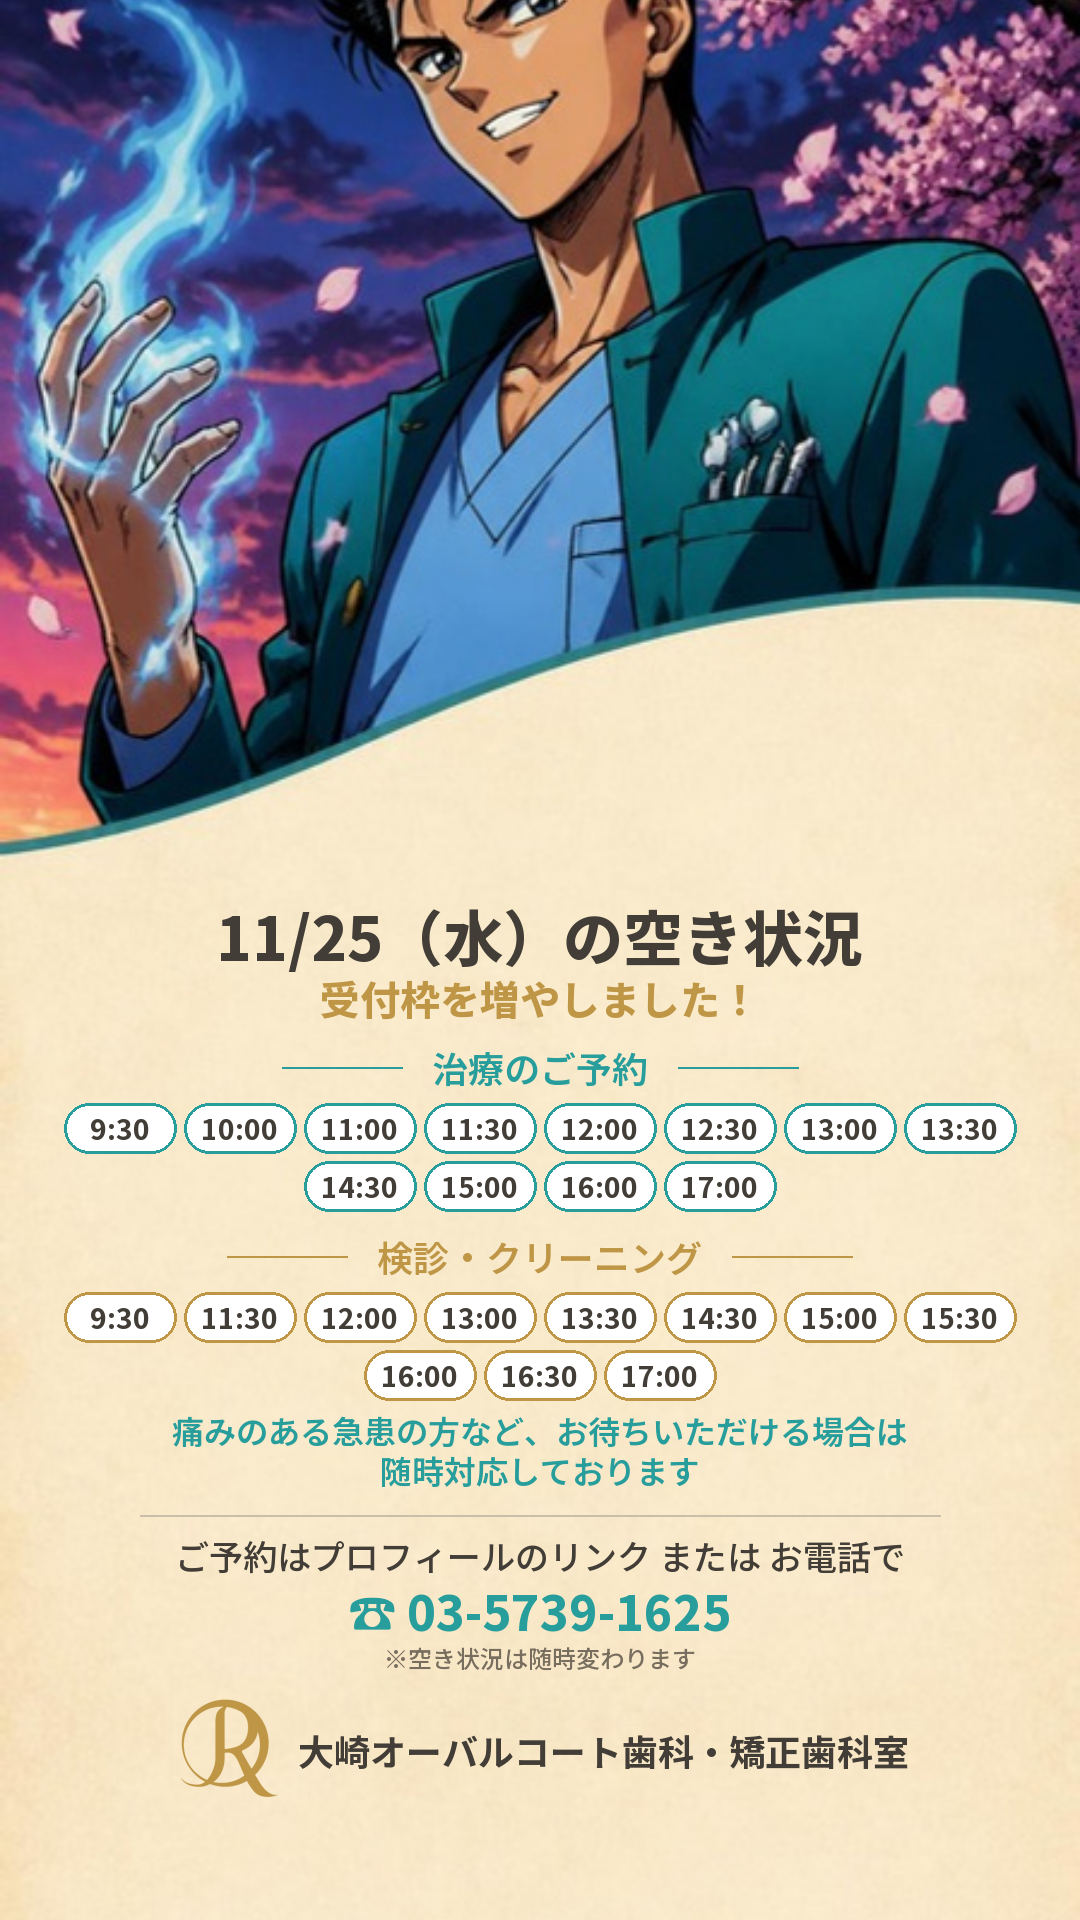 11/25（水）の空き状況
受付枠を増やしました！
治療のご予約
9:30 10:00 11:00 11:30 12:00 12:30 13:00 13:30
14:30 15:00 16:00 17:00
検診・クリーニング
9:30 11:30 12:00 13:00 13:30 14:30 15:00 15:30
16:00 16:30 17:00
痛みのある急患の方など、お待ちいただける場合は
随時対応しております
ご予約はプロフィールのリンク または お電話で
☎ 03-5739-1625
※空き状況は随時変わります
大崎オーバルコート歯科・矯正歯科室